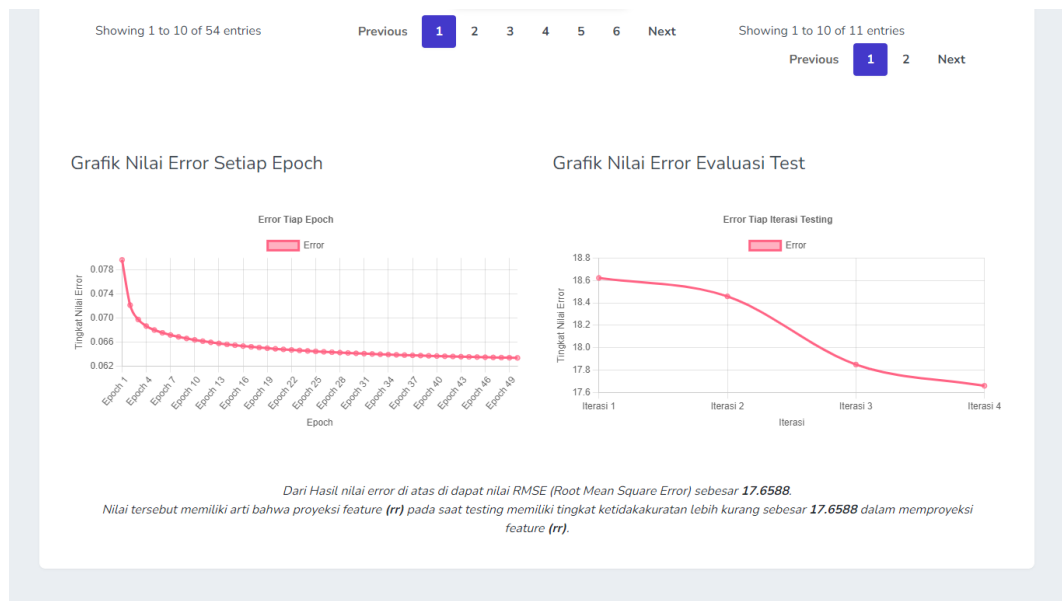 Showing 1 to 10 of 54 entries
Previous 1 2 3 4 5 6 Next
Showing 1 to 10 of 11 entries
Previous 1 2 Next
Grafik Nilai Error Setiap Epoch
Error Tiap Epoch
Error
Tingkat Nilai Error
0.078
0.074
0.070
0.066
0.062
Epoch 1 Epoch 4 Epoch 7 Epoch 10 Epoch 13 Epoch 16 Epoch 19 Epoch 22 Epoch 25 Epoch 28 Epoch 31 Epoch 34 Epoch 37 Epoch 40 Epoch 43 Epoch 46 Epoch 49
Epoch
Grafik Nilai Error Evaluasi Test
Error Tiap Iterasi Testing
Error
Tingkat Nilai Error
18.8
18.6
18.4
18.2
18.0
17.8
17.6
Iterasi 1 Iterasi 2 Iterasi 3 Iterasi 4
Iterasi
Dari Hasil nilai error di atas di dapat nilai RMSE (Root Mean Square Error) sebesar 17.6588.
Nilai tersebut memiliki arti bahwa proyeksi feature (rr) pada saat testing memiliki tingkat ketidakakuratan lebih kurang sebesar 17.6588 dalam memproyeksi
feature (rr).